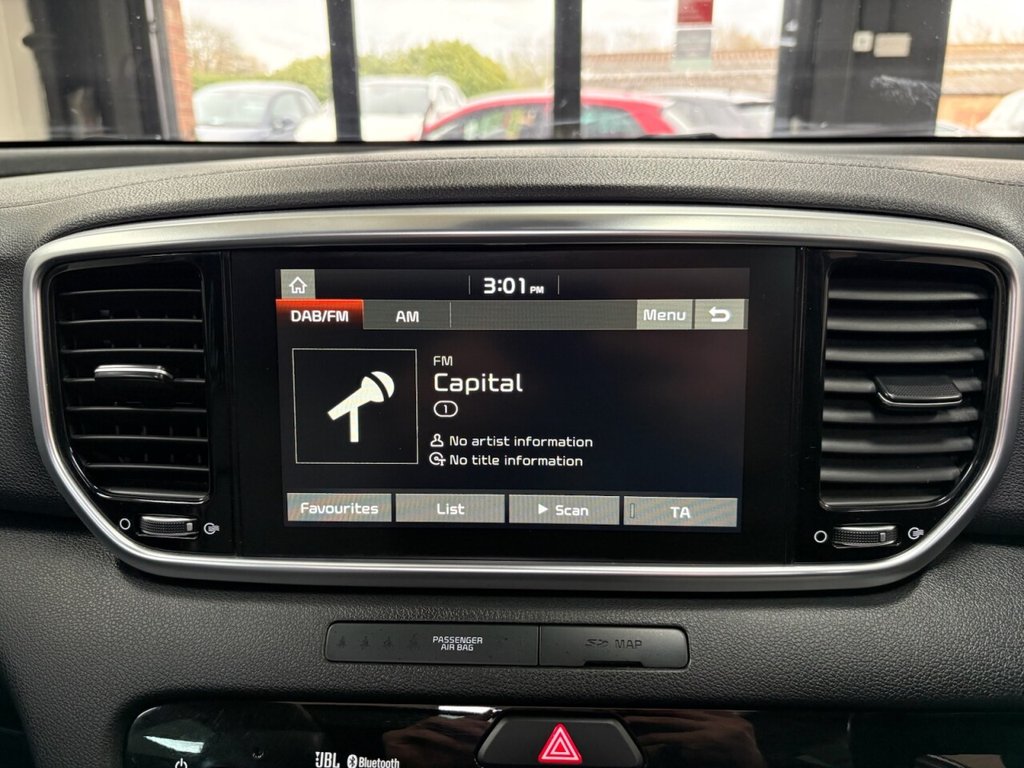 3:01 PM
DAB/FM AM Menu
FM
Capital
1
No artist information
No title information
Favourites List Scan TA
PASSENGER
AIR BAG
SD MAP
JBL Bluetooth